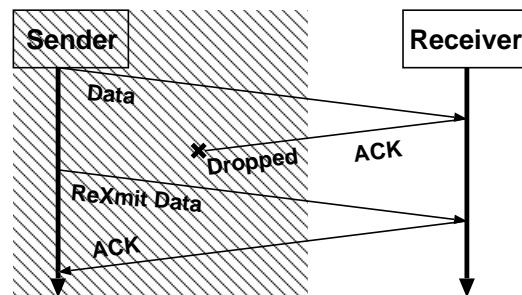 Sender
Receiver
Data
Dropped
ACK
ReXmit Data
ACK